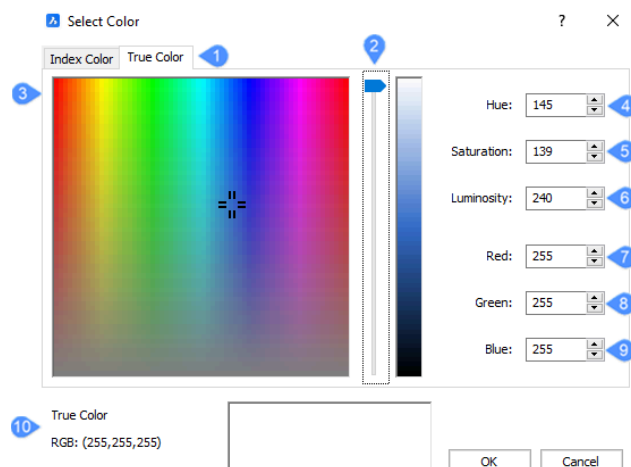 Select Color
?
Index Color
True Color
1
2
3
Hue: 145
4
Saturation: 139
5
Luminosity: 240
6
Red: 255
7
Green: 255
8
Blue: 255
9
10
True Color
RGB: (255,255,255)
OK
Cancel